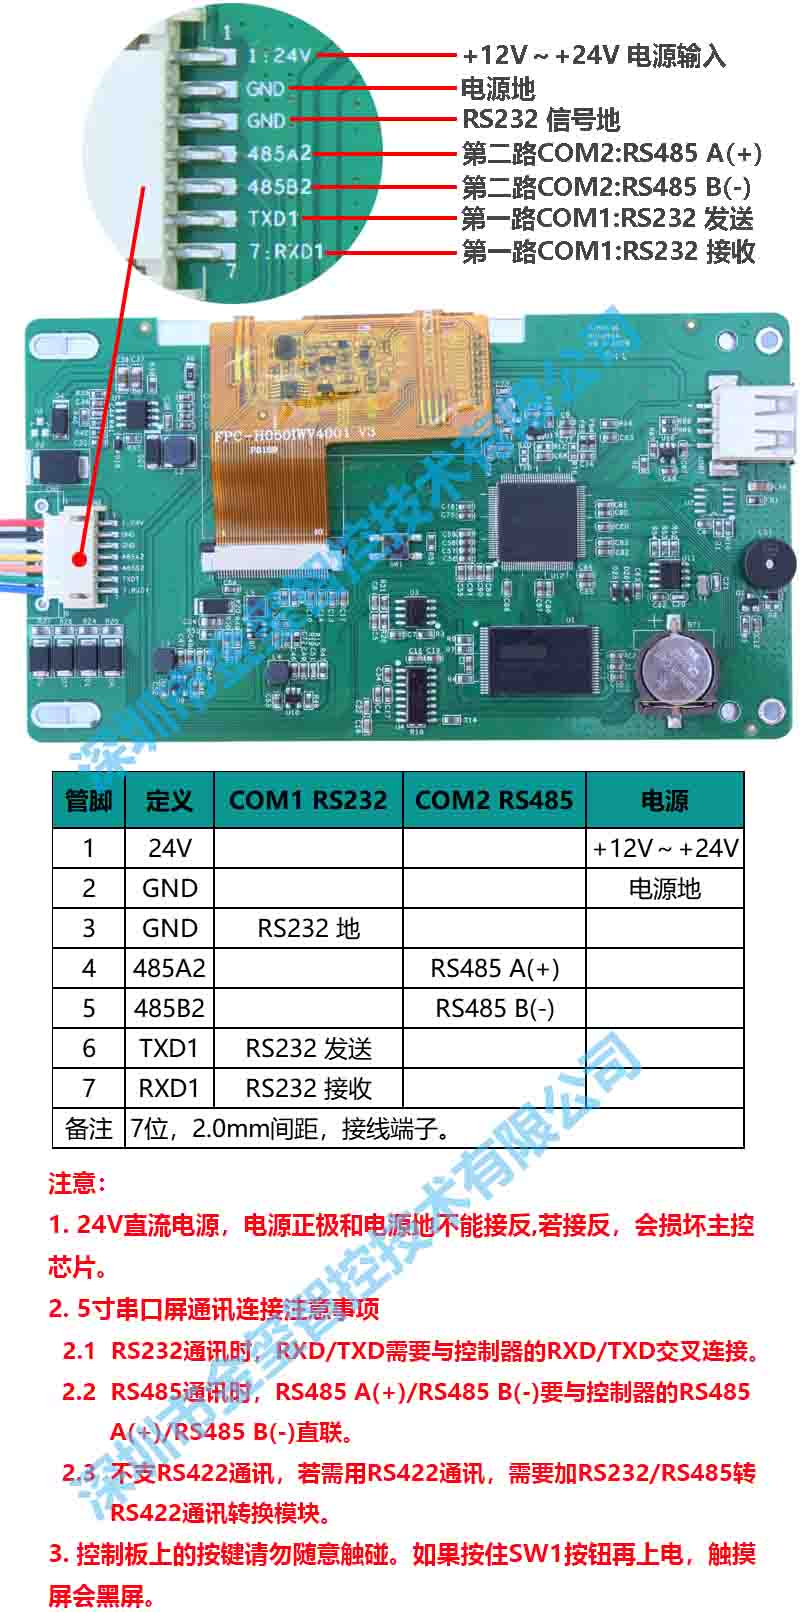 1
1:24V
GND
GND
485A2
485B2
TXD1
7:RXD1
7
+12V～+24V 电源输入
电源地
RS232 信号地
第二路COM2:RS485 A(+)
第二路COM2:RS485 B(-)
第一路COM1:RS232 发送
第一路COM1:RS232 接收
FPC-H050IWV4001 V3
1:24V
GND
GND
485A2
485B2
TXD1
7:RXD1
深圳市金玺智控技术有限公司
管脚 定义 COM1 RS232 COM2 RS485 电源
1 24V +12V～+24V
2 GND 电源地
3 GND RS232 地
4 485A2 RS485 A(+)
5 485B2 RS485 B(-)
6 TXD1 RS232 发送
7 RXD1 RS232 接收
备注 7位，2.0mm间距，接线端子。
注意：
1. 24V直流电源，电源正极和电源地不能接反,若接反，会损坏主控
芯片。
2. 5寸串口屏通讯连接注意事项
2.1 RS232通讯时，RXD/TXD需要与控制器的RXD/TXD交叉连接。
2.2 RS485通讯时，RS485 A(+)/RS485 B(-)要与控制器的RS485
A(+)/RS485 B(-)直联。
2.3 不支RS422通讯，若需用RS422通讯，需要加RS232/RS485转
RS422通讯转换模块。
3. 控制板上的按键请勿随意触碰。如果按住SW1按钮再上电，触摸
屏会黑屏。
深圳市金玺智控技术有限公司